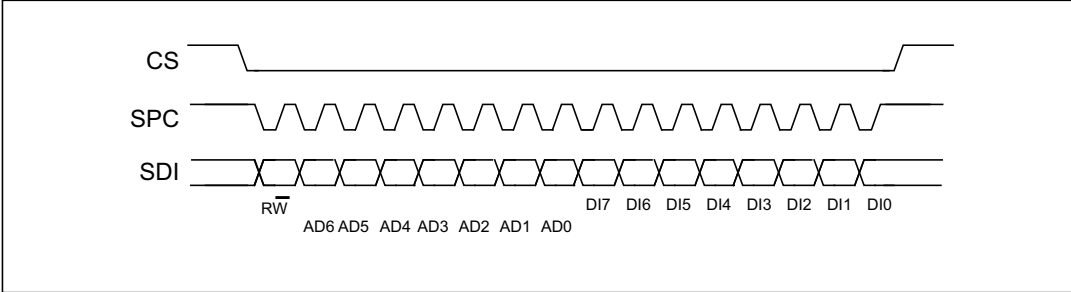 CS
SPC
SDI
RW DI7 DI6 DI5 DI4 DI3 DI2 DI1 DI0
AD6 AD5 AD4 AD3 AD2 AD1 AD0